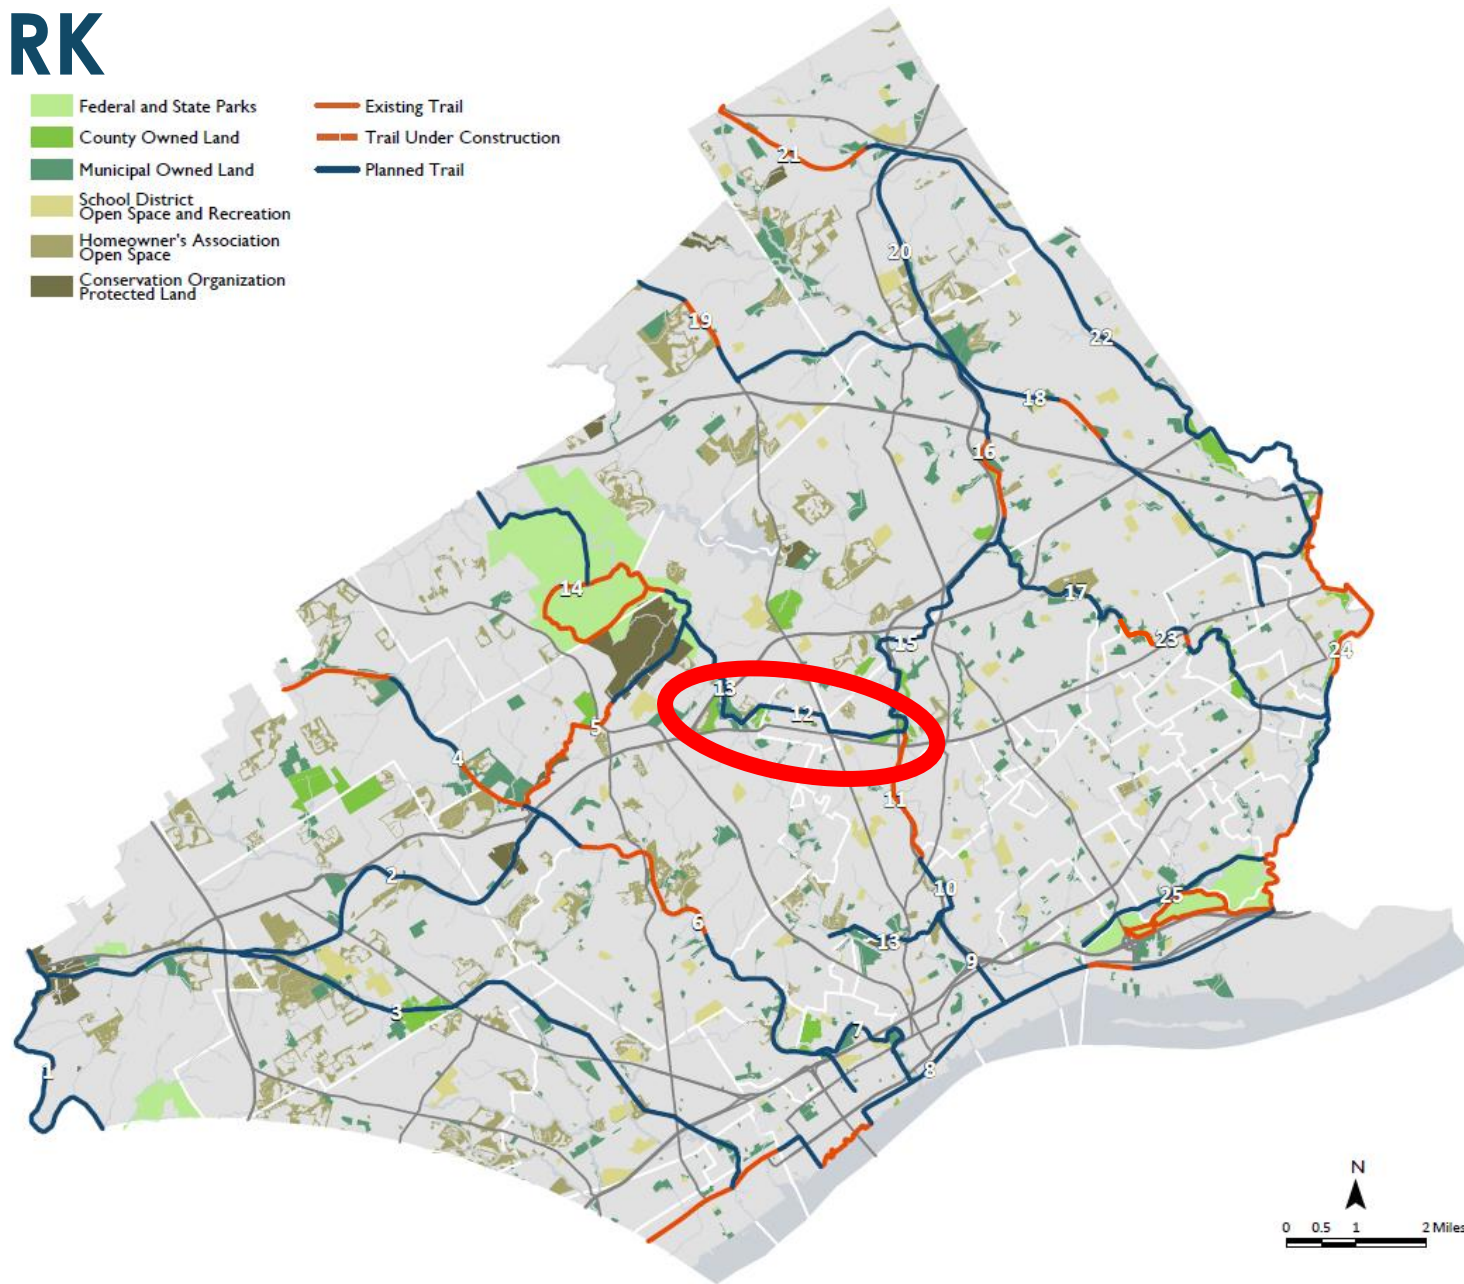 RK
Federal and State Parks
County Owned Land
Municipal Owned Land
School District
Open Space and Recreation
Homeowner's Association
Open Space
Conservation Organization
Protected Land
Existing Trail
Trail Under Construction
Planned Trail
21
20
19
22
18
16
14
17
15
23
24
13
12
5
4
11
2
10
25
6
13
9
3
7
1
8
N
0 0.5 1 2 Miles